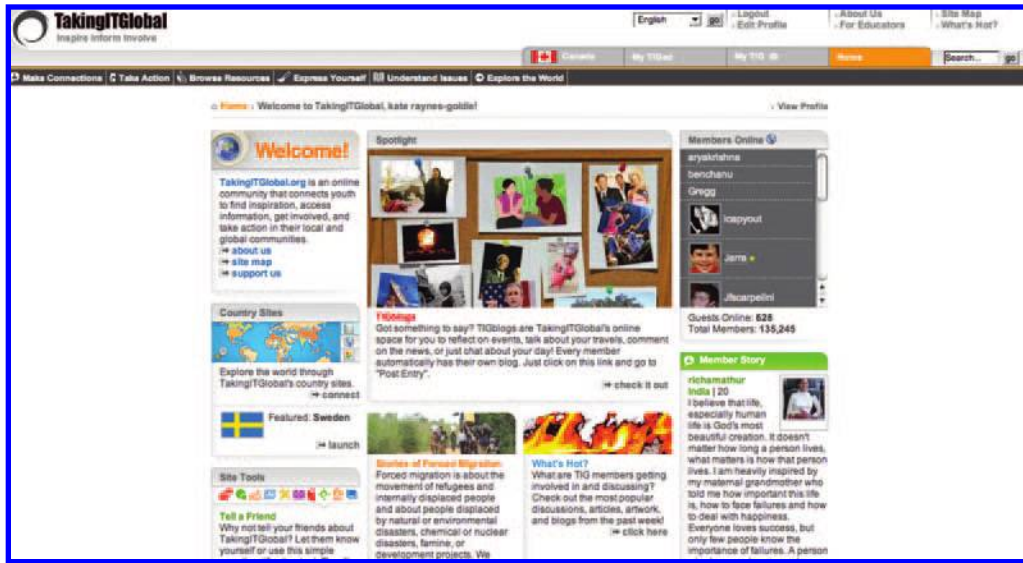 TakingITGlobal
Inspire Inform Involve
English
go
Logout
Edit Profile
About Us
For Educators
Site Map
What's Hot?
Canada
My TIG
Home
Search...
go
Make Connections
Take Action
Browse Resources
Express Yourself
Understand Issues
Explore the World
Home › Welcome to TakingITGlobal, kate raynes-goldie!
View Profile
Welcome!
TakingITGlobal.org is an online
community that connects youth
to find inspiration, access
information, get involved, and
take action in their local and
global communities.
about us
site map
support us
Country Sites
Explore the world through
TakingITGlobal's country sites.
connect
Featured: Sweden
launch
Site Tools
Tell a Friend
Why not tell your friends about
TakingITGlobal? Let them know
yourself or use this simple
Spotlight
TIGblogs
Got something to say? TIGblogs are TakingITGlobal's online
space for you to reflect on events, talk about your travels, comment
on the news, or just chat about your day! Every member
automatically has their own blog. Just click on this link and go to
"Post Entry".
check it out
Stories of Forced Migration
Forced migration is about the
movement of refugees and
internally displaced people
and about people displaced
by natural or environmental
disasters, chemical or nuclear
disasters, famine, or
development projects. We
What's Hot?
What are TIG members getting
involved in and discussing?
Check out the most popular
discussions, articles, artwork,
and blogs from the past week!
click here
Members Online
aryakrishna
benchanu
Gregg
icapyout
Jarra
Jfscarpelini
Guests Online: 628
Total Members: 135,245
Member Story
richamathur
India | 20
I believe that life,
especially human
life is God's most
beautiful creation. It doesn't
matter how long a person lives,
what matters is how that person
lives. I am heavily inspired by
my maternal grandmother who
told me how important this life
is, how to face failures and how
to deal with happiness.
Everyone loves success, but
only few people know the
importance of failures. A person